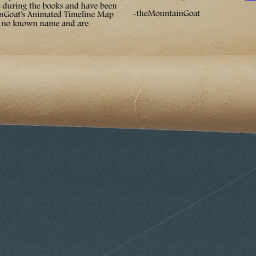 during the books and have been
nGoat's Animated Timeline Map
no known name and are
-theMountainGoat